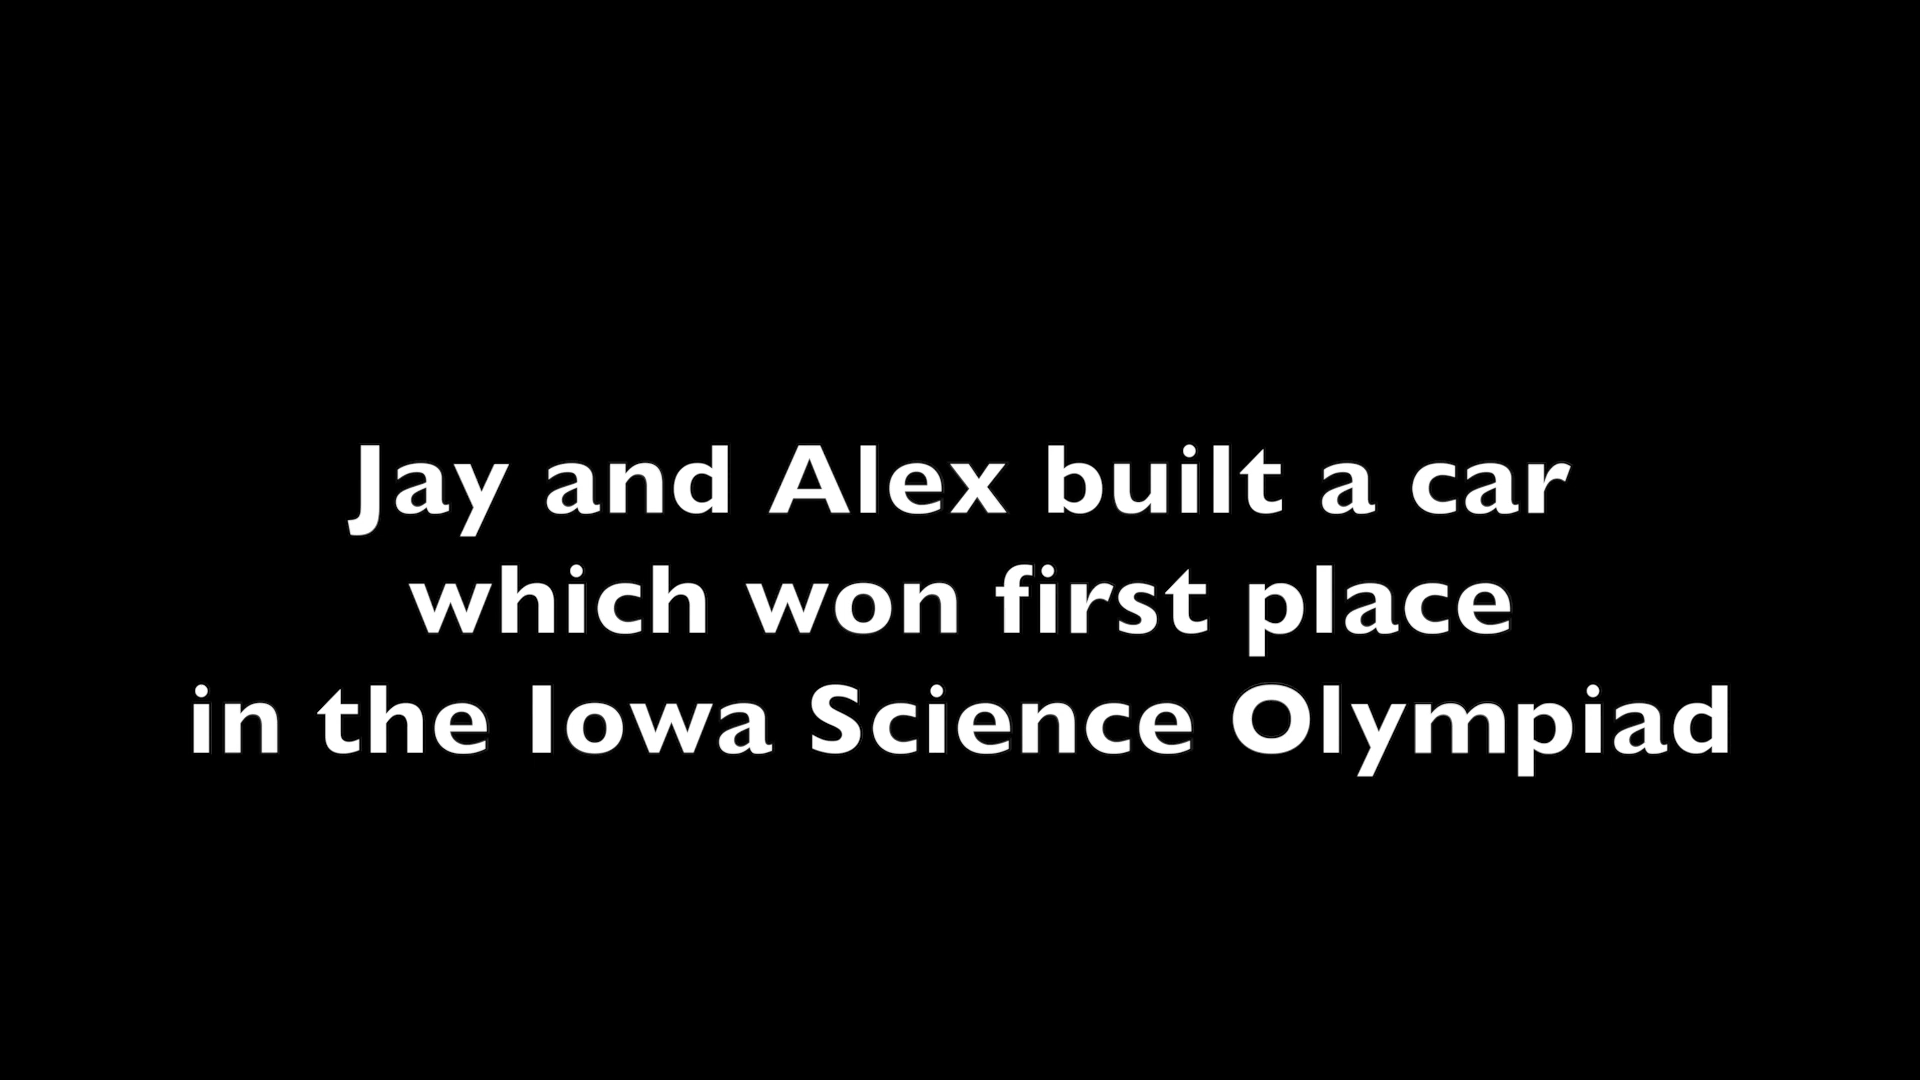 Jay and Alex built a car
which won first place
in the Iowa Science Olympiad